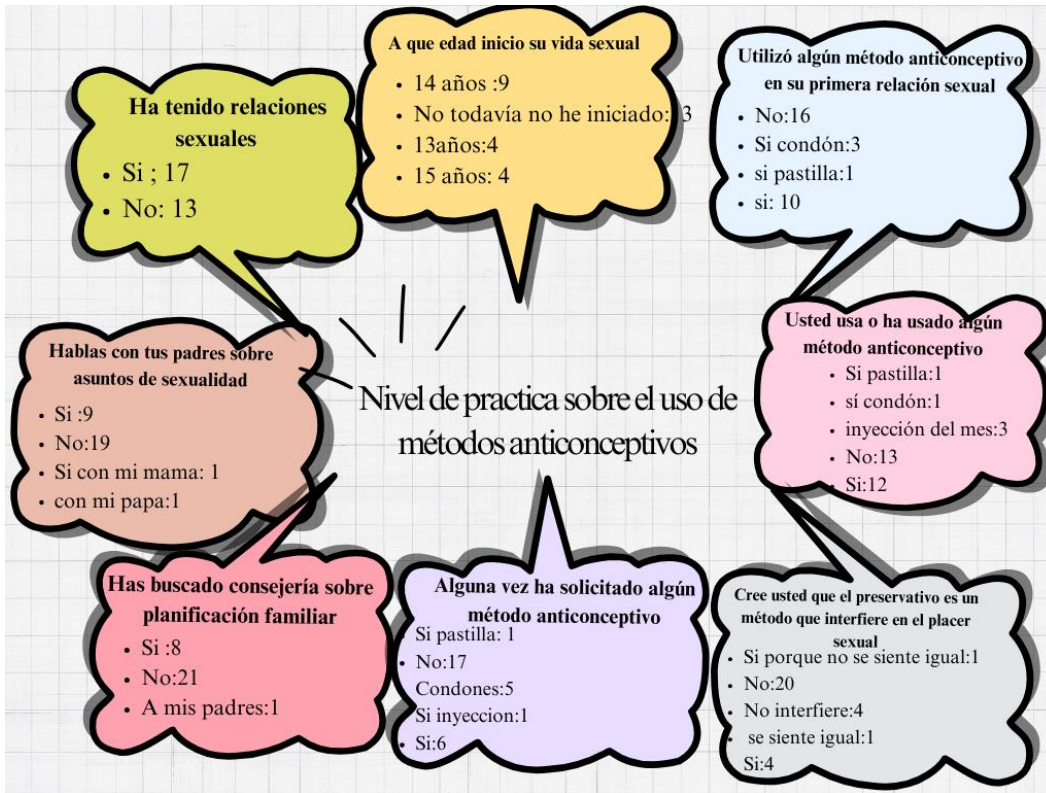 Ha tenido relaciones
sexuales
• Si ; 17
• No: 13
A que edad inicio su vida sexual
• 14 años :9
• No todavía no he iniciado: 3
• 13años:4
• 15 años: 4
Utilizó algún método anticonceptivo
en su primera relación sexual
• No:16
• Si condón:3
• si pastilla:1
• si: 10
Hablas con tus padres sobre
asuntos de sexualidad
• Si :9
• No:19
• Si con mi mama: 1
• con mi papa:1
Nivel de practica sobre el uso de
métodos anticonceptivos
Usted usa o ha usado algún
método anticonceptivo
• Si pastilla:1
• sí condón:1
• inyección del mes:3
• No:13
• Si:12
Has buscado consejería sobre
planificación familiar
• Si :8
• No:21
• A mis padres:1
Alguna vez ha solicitado algún
método anticonceptivo
• Si pastilla: 1
• No:17
Condones:5
Si inyeccion:1
• Si:6
Cree usted que el preservativo es un
método que interfiere en el placer
sexual
• Si porque no se siente igual:1
• No:20
• No interfiere:4
• se siente igual:1
Si:4